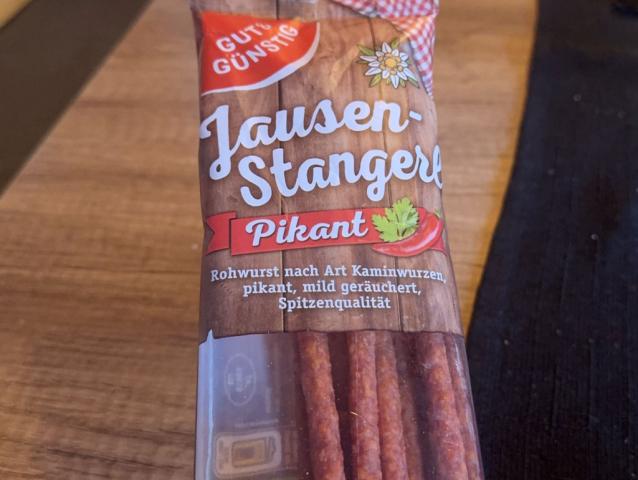 GUT&
GÜNSTIG
Jausen-
Stangerl
Pikant
Rohwurst nach Art Kaminwurzen,
pikant, mild geräuchert,
Spitzenqualität